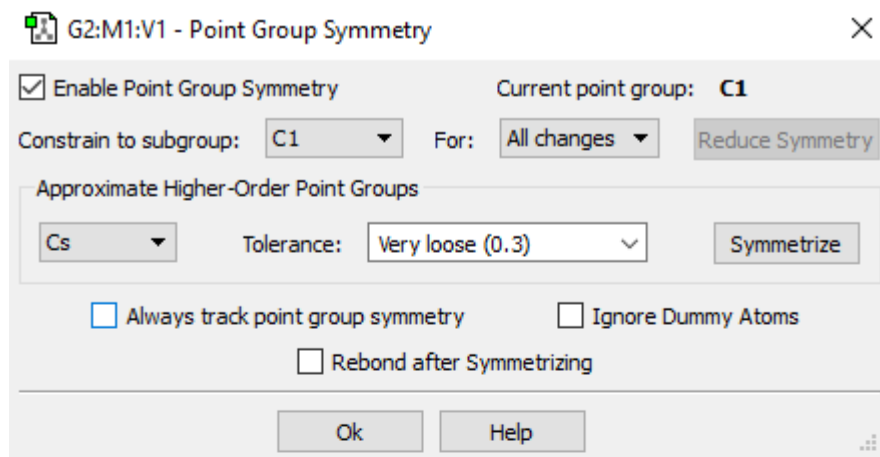 G2:M1:V1 - Point Group Symmetry
Enable Point Group Symmetry Current point group: C1
Constrain to subgroup: C1 For: All changes Reduce Symmetry
Approximate Higher-Order Point Groups
Cs Tolerance: Very loose (0.3) Symmetrize
Always track point group symmetry Ignore Dummy Atoms
Rebond after Symmetrizing
Ok Help